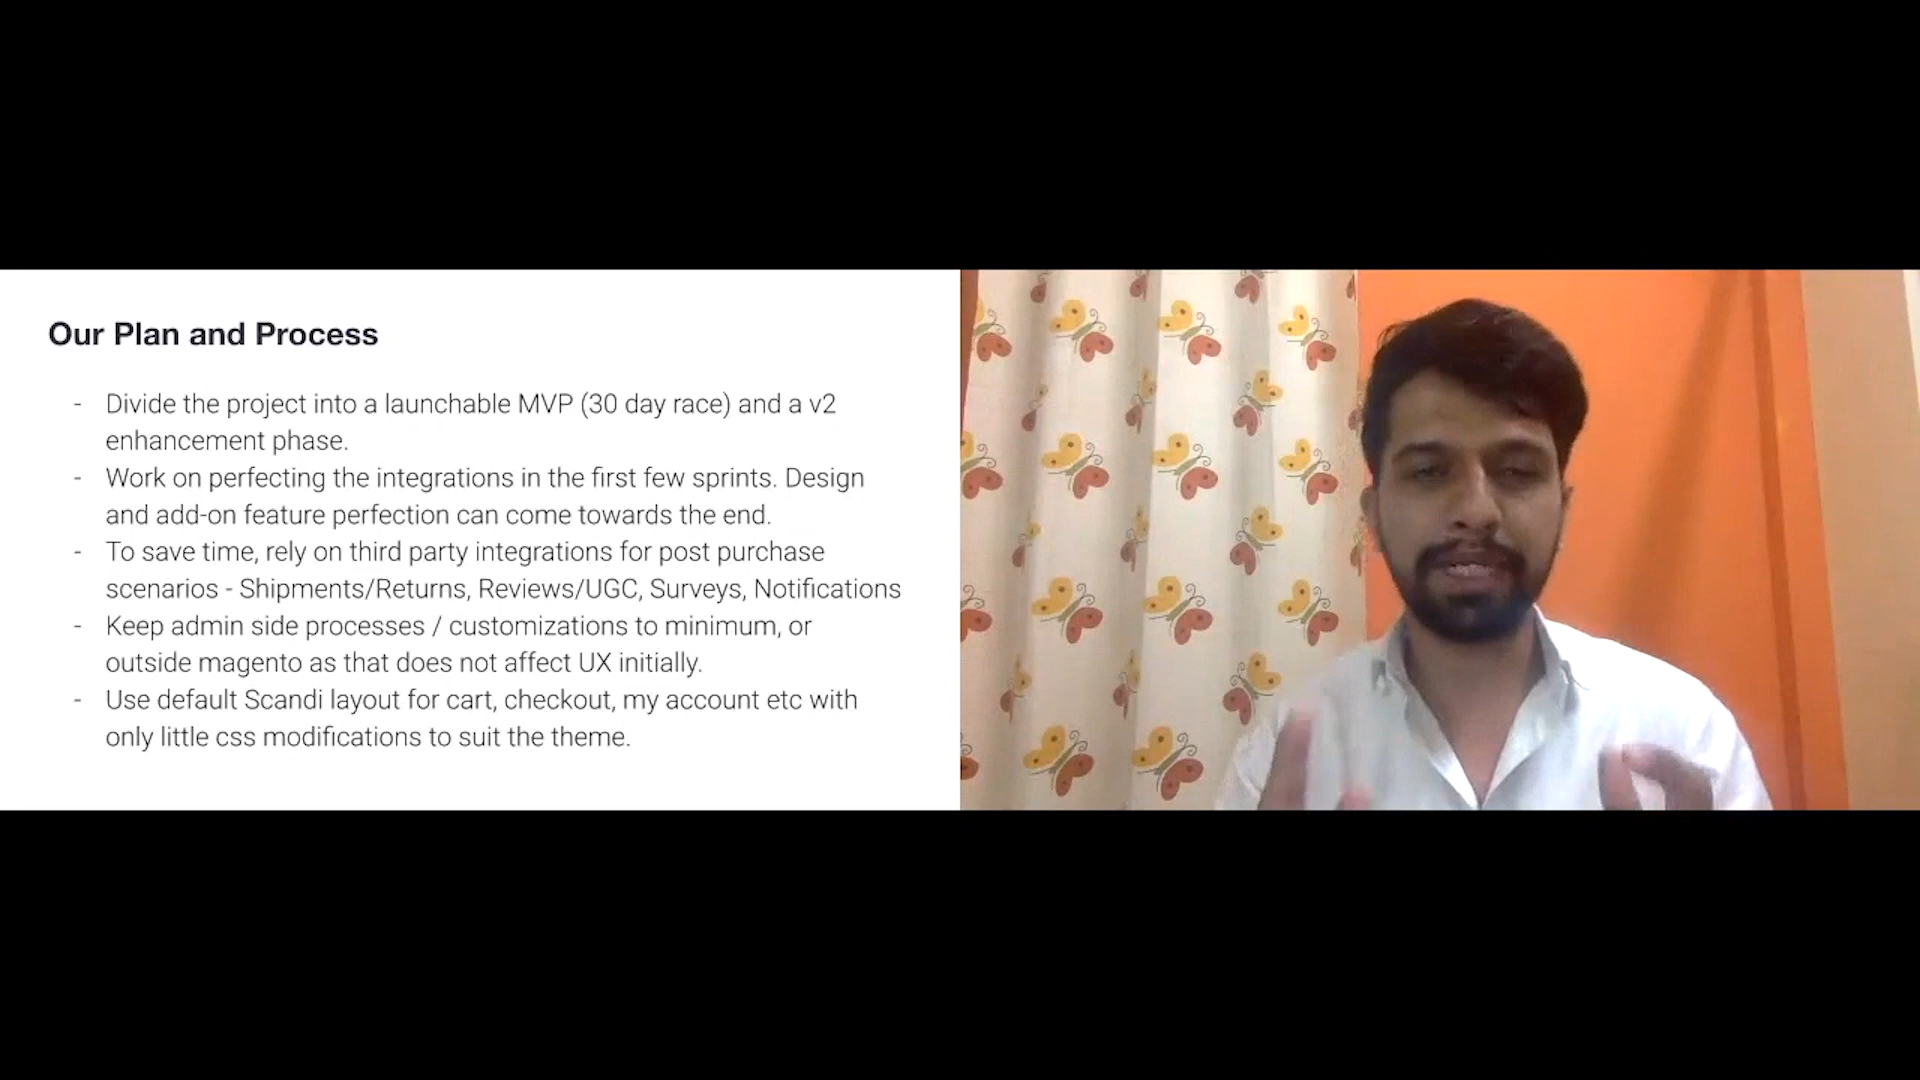 Our Plan and Process
- Divide the project into a launchable MVP (30 day race) and a v2
enhancement phase.
- Work on perfecting the integrations in the first few sprints. Design
and add-on feature perfection can come towards the end.
- To save time, rely on third party integrations for post purchase
scenarios - Shipments/Returns, Reviews/UGC, Surveys, Notifications
- Keep admin side processes / customizations to minimum, or
outside magento as that does not affect UX initially.
- Use default Scandi layout for cart, checkout, my account etc with
only little css modifications to suit the theme.